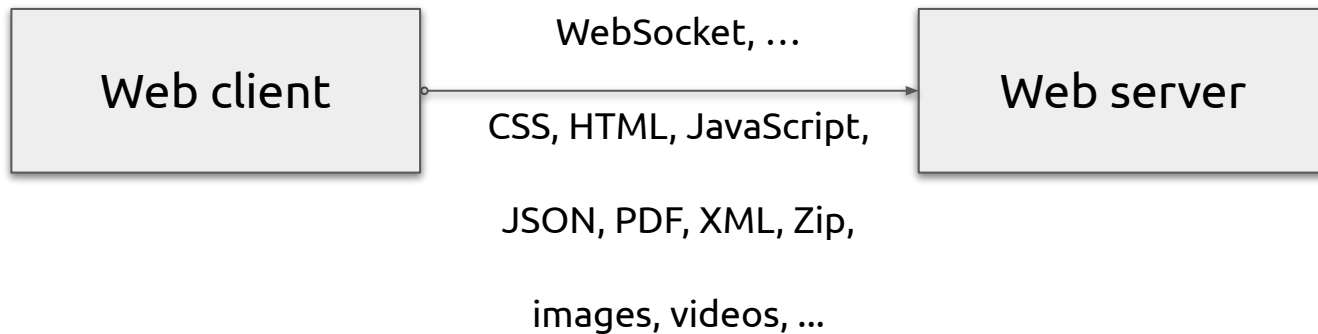 WebSocket, …
Web client
Web server
CSS, HTML, JavaScript,
JSON, PDF, XML, Zip,
images, videos, ...